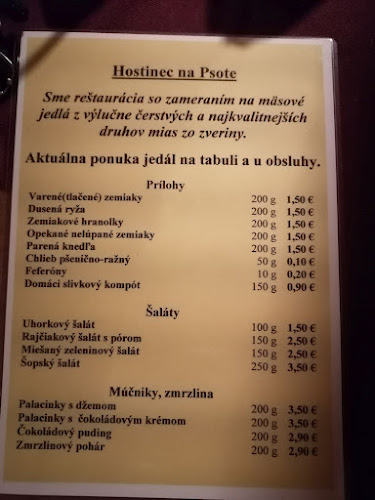 Hostinec na Psote
Sme reštaurácia so zameraním na mäsové
jedlá z výlučne čerstvých a najkvalitnejších
druhov mias zo zveriny.
Aktuálna ponuka jedál na tabuli a u obsluhy.
Prílohy
Varené(tlačené) zemiaky 200 g 1,50 €
Dusená ryža 200 g 1,50 €
Zemiakové hranolky 200 g 1,50 €
Opekané nelúpané zemiaky 200 g 1,50 €
Parená knedľa 200 g 1,50 €
Chlieb pšenično-ražný 50 g 0,10 €
Feferóny 10 g 0,20 €
Domáci slivkový kompót 150 g 0,90 €
Šaláty
Uhorkový šalát 100 g 1,50 €
Rajčiakový šalát s pórom 150 g 2,50 €
Miešaný zeleninový šalát 150 g 2,50 €
Šopský šalát 250 g 3,50 €
Múčniky, zmrzlina
Palacinky s džemom 200 g 3,50 €
Palacinky s čokoládovým krémom 200 g 3,50 €
Čokoládový puding 200 g 2,90 €
Zmrzlinový pohár 200 g 2,90 €